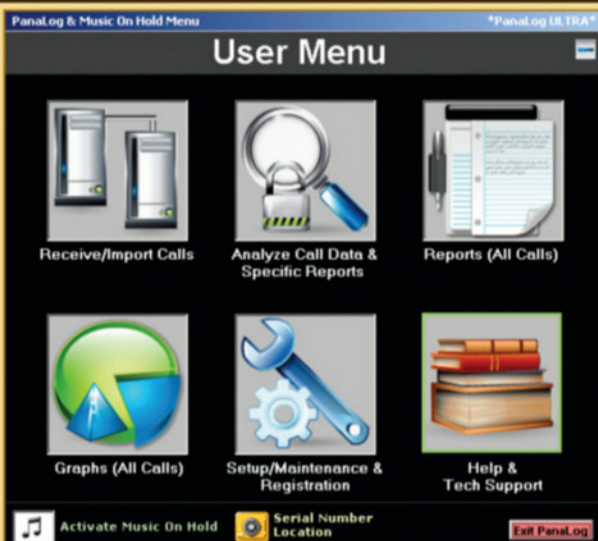 PanaLog & Music On Hold Menu
*PanaLog ULTRA*
User Menu
Receive/Import Calls
Analyze Call Data &
Specific Reports
Reports (All Calls)
Graphs (All Calls)
Setup/Maintenance &
Registration
Help &
Tech Support
Activate Music On Hold
Serial Number
Location
Exit PanaLog